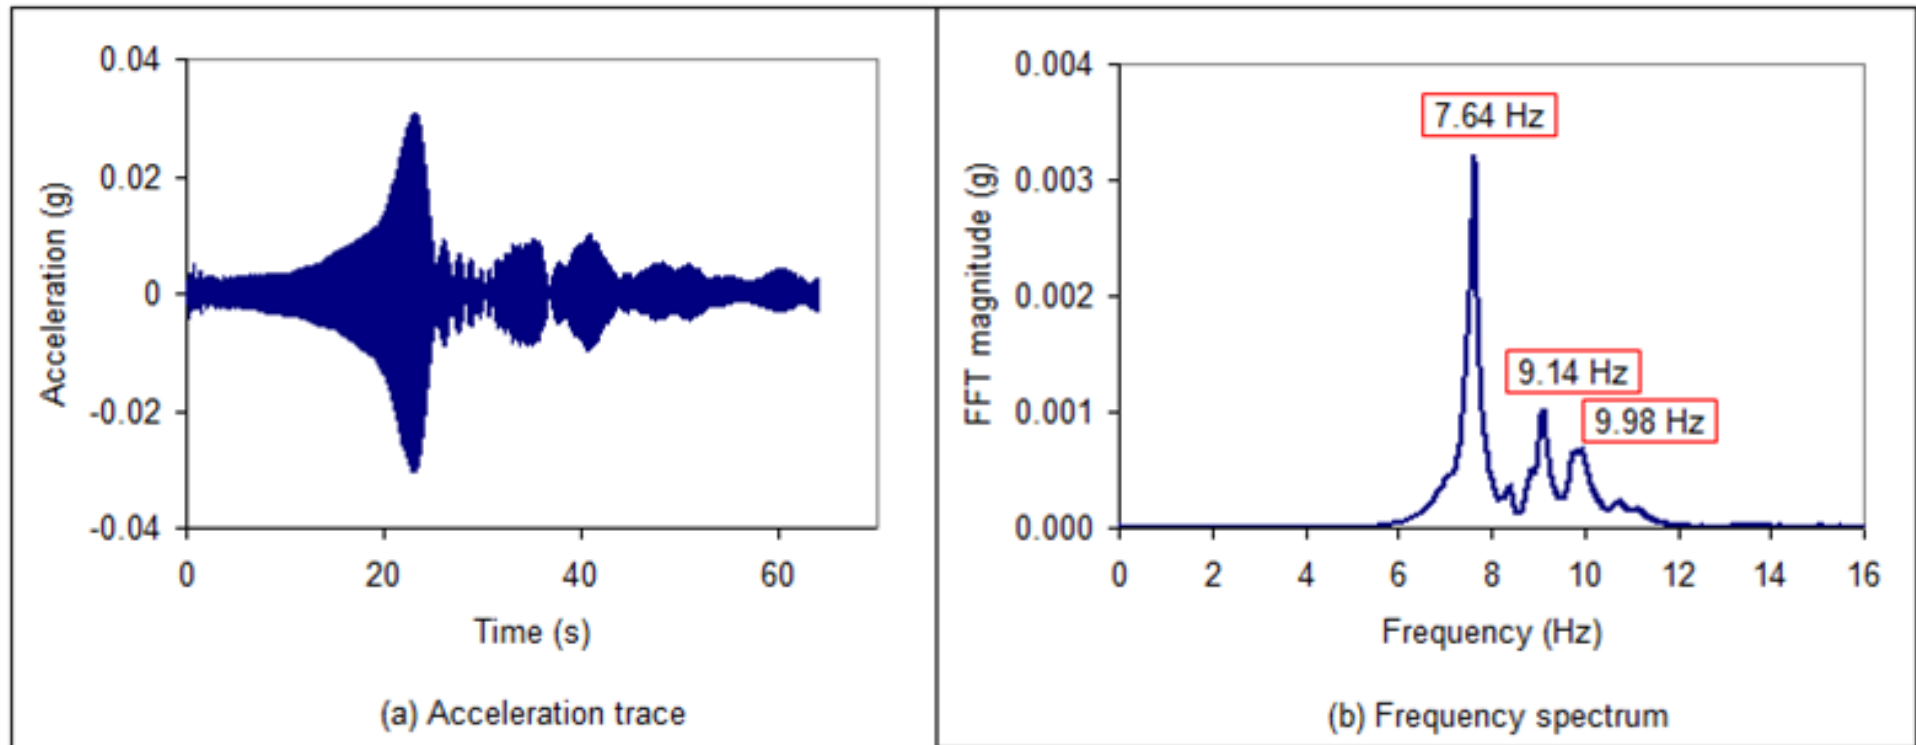 0.04
0.02
0
-0.02
-0.04
Acceleration (g)
0 20 40 60
Time (s)
(a) Acceleration trace
0.004
0.003
0.002
0.001
0.000
FFT magnitude (g)
7.64 Hz
9.14 Hz
9.98 Hz
0 2 4 6 8 10 12 14 16
Frequency (Hz)
(b) Frequency spectrum